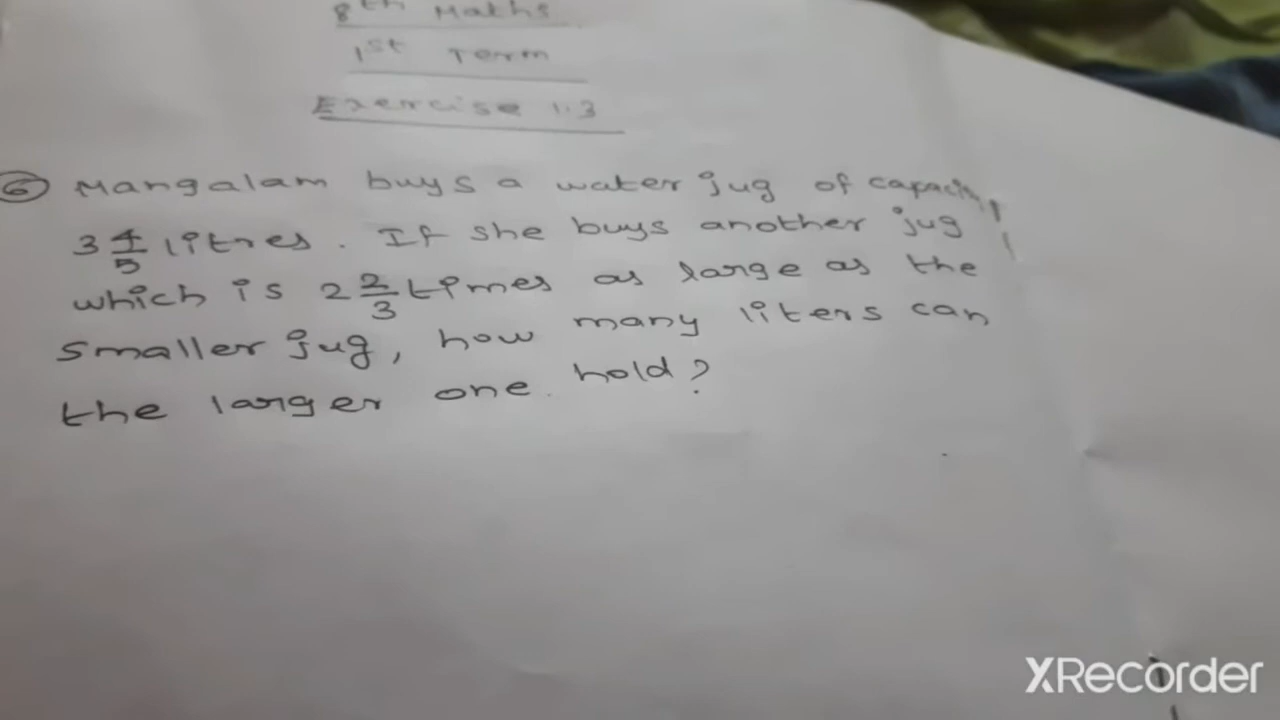 8th Maths
1st Term
Exercise 1.3
6 Mangalam buys a water jug of capacity
3 4/5 litres. If she buys another jug
which is 2 2/3 times as large as the
smaller jug, how many liters can
the larger one hold?
XRecorder